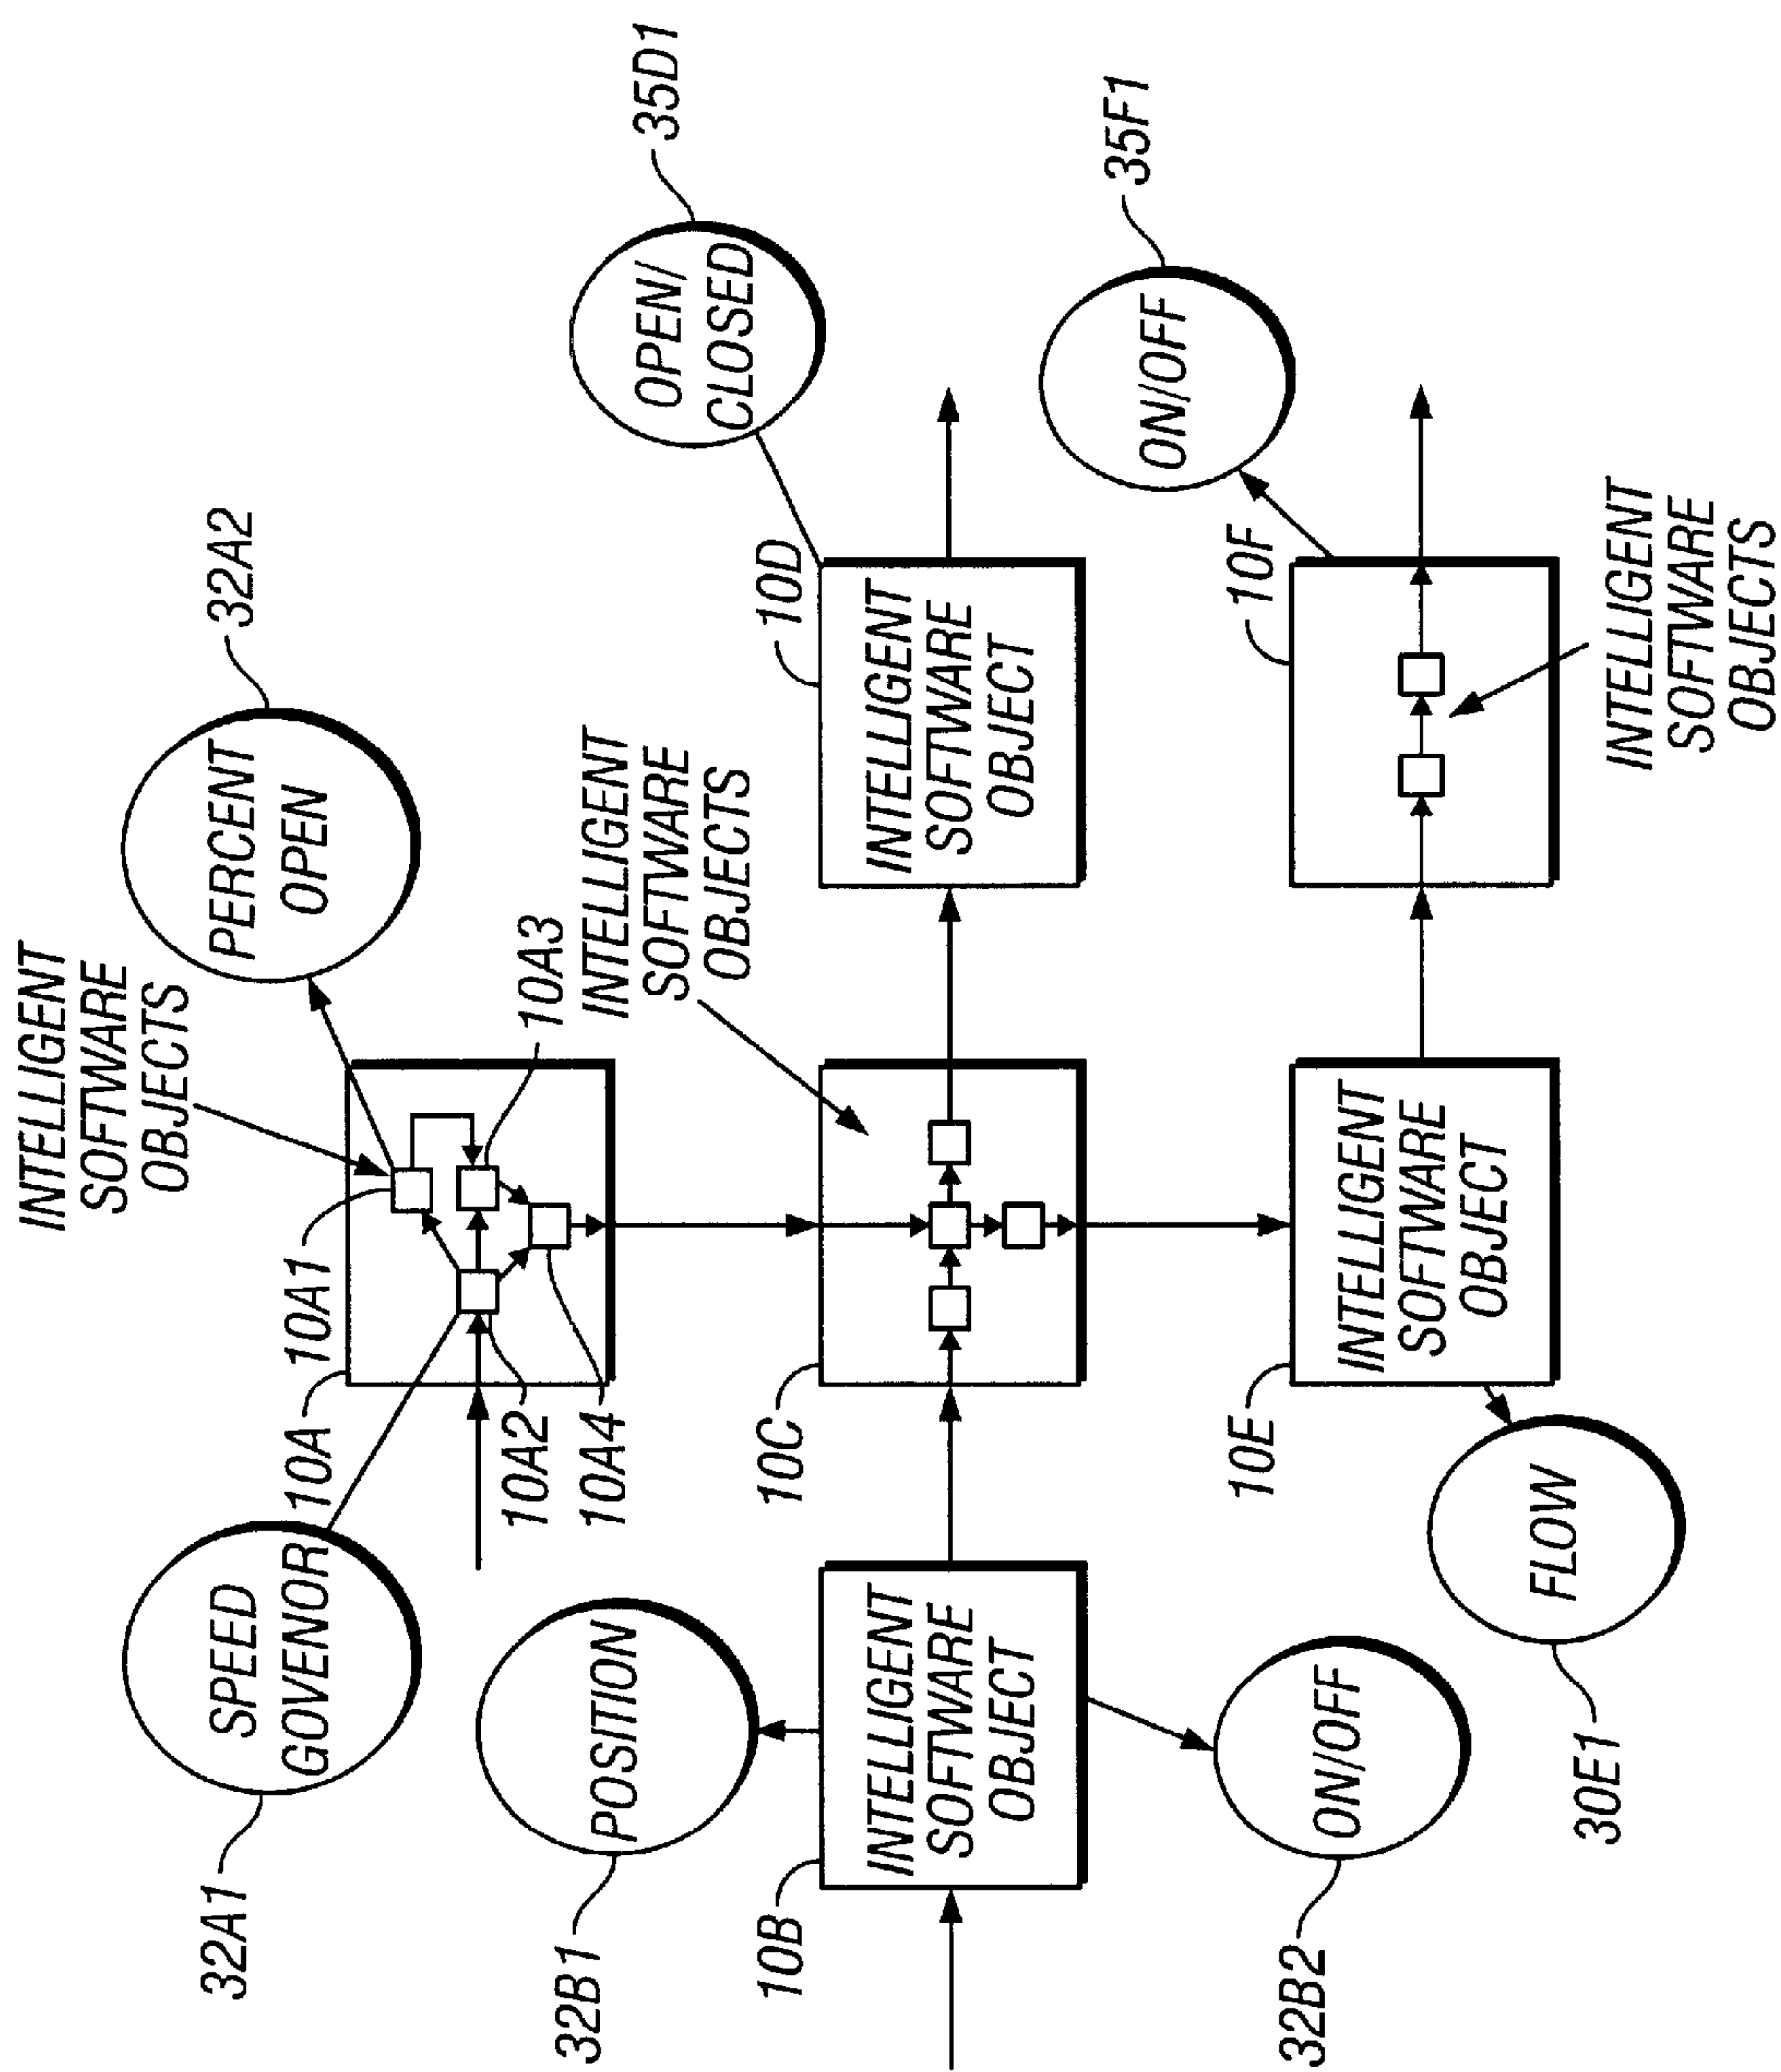 32A1
SPEED
GOVENOR
10A
10A1
INTELLIGENT
SOFTWARE
OBJECTS
PERCENT
OPEN
32A2
10A2
10A4
10A3
32B1
POSITION
10B
INTELLIGENT
SOFTWARE
OBJECT
10C
INTELLIGENT
SOFTWARE
OBJECTS
10D
INTELLIGENT
SOFTWARE
OBJECT
OPEN/
CLOSED
35D1
32B2
ON/OFF
30E1
FLOW
10E
INTELLIGENT
SOFTWARE
OBJECT
10F
ON/OFF
35F1
INTELLIGENT
SOFTWARE
OBJECTS